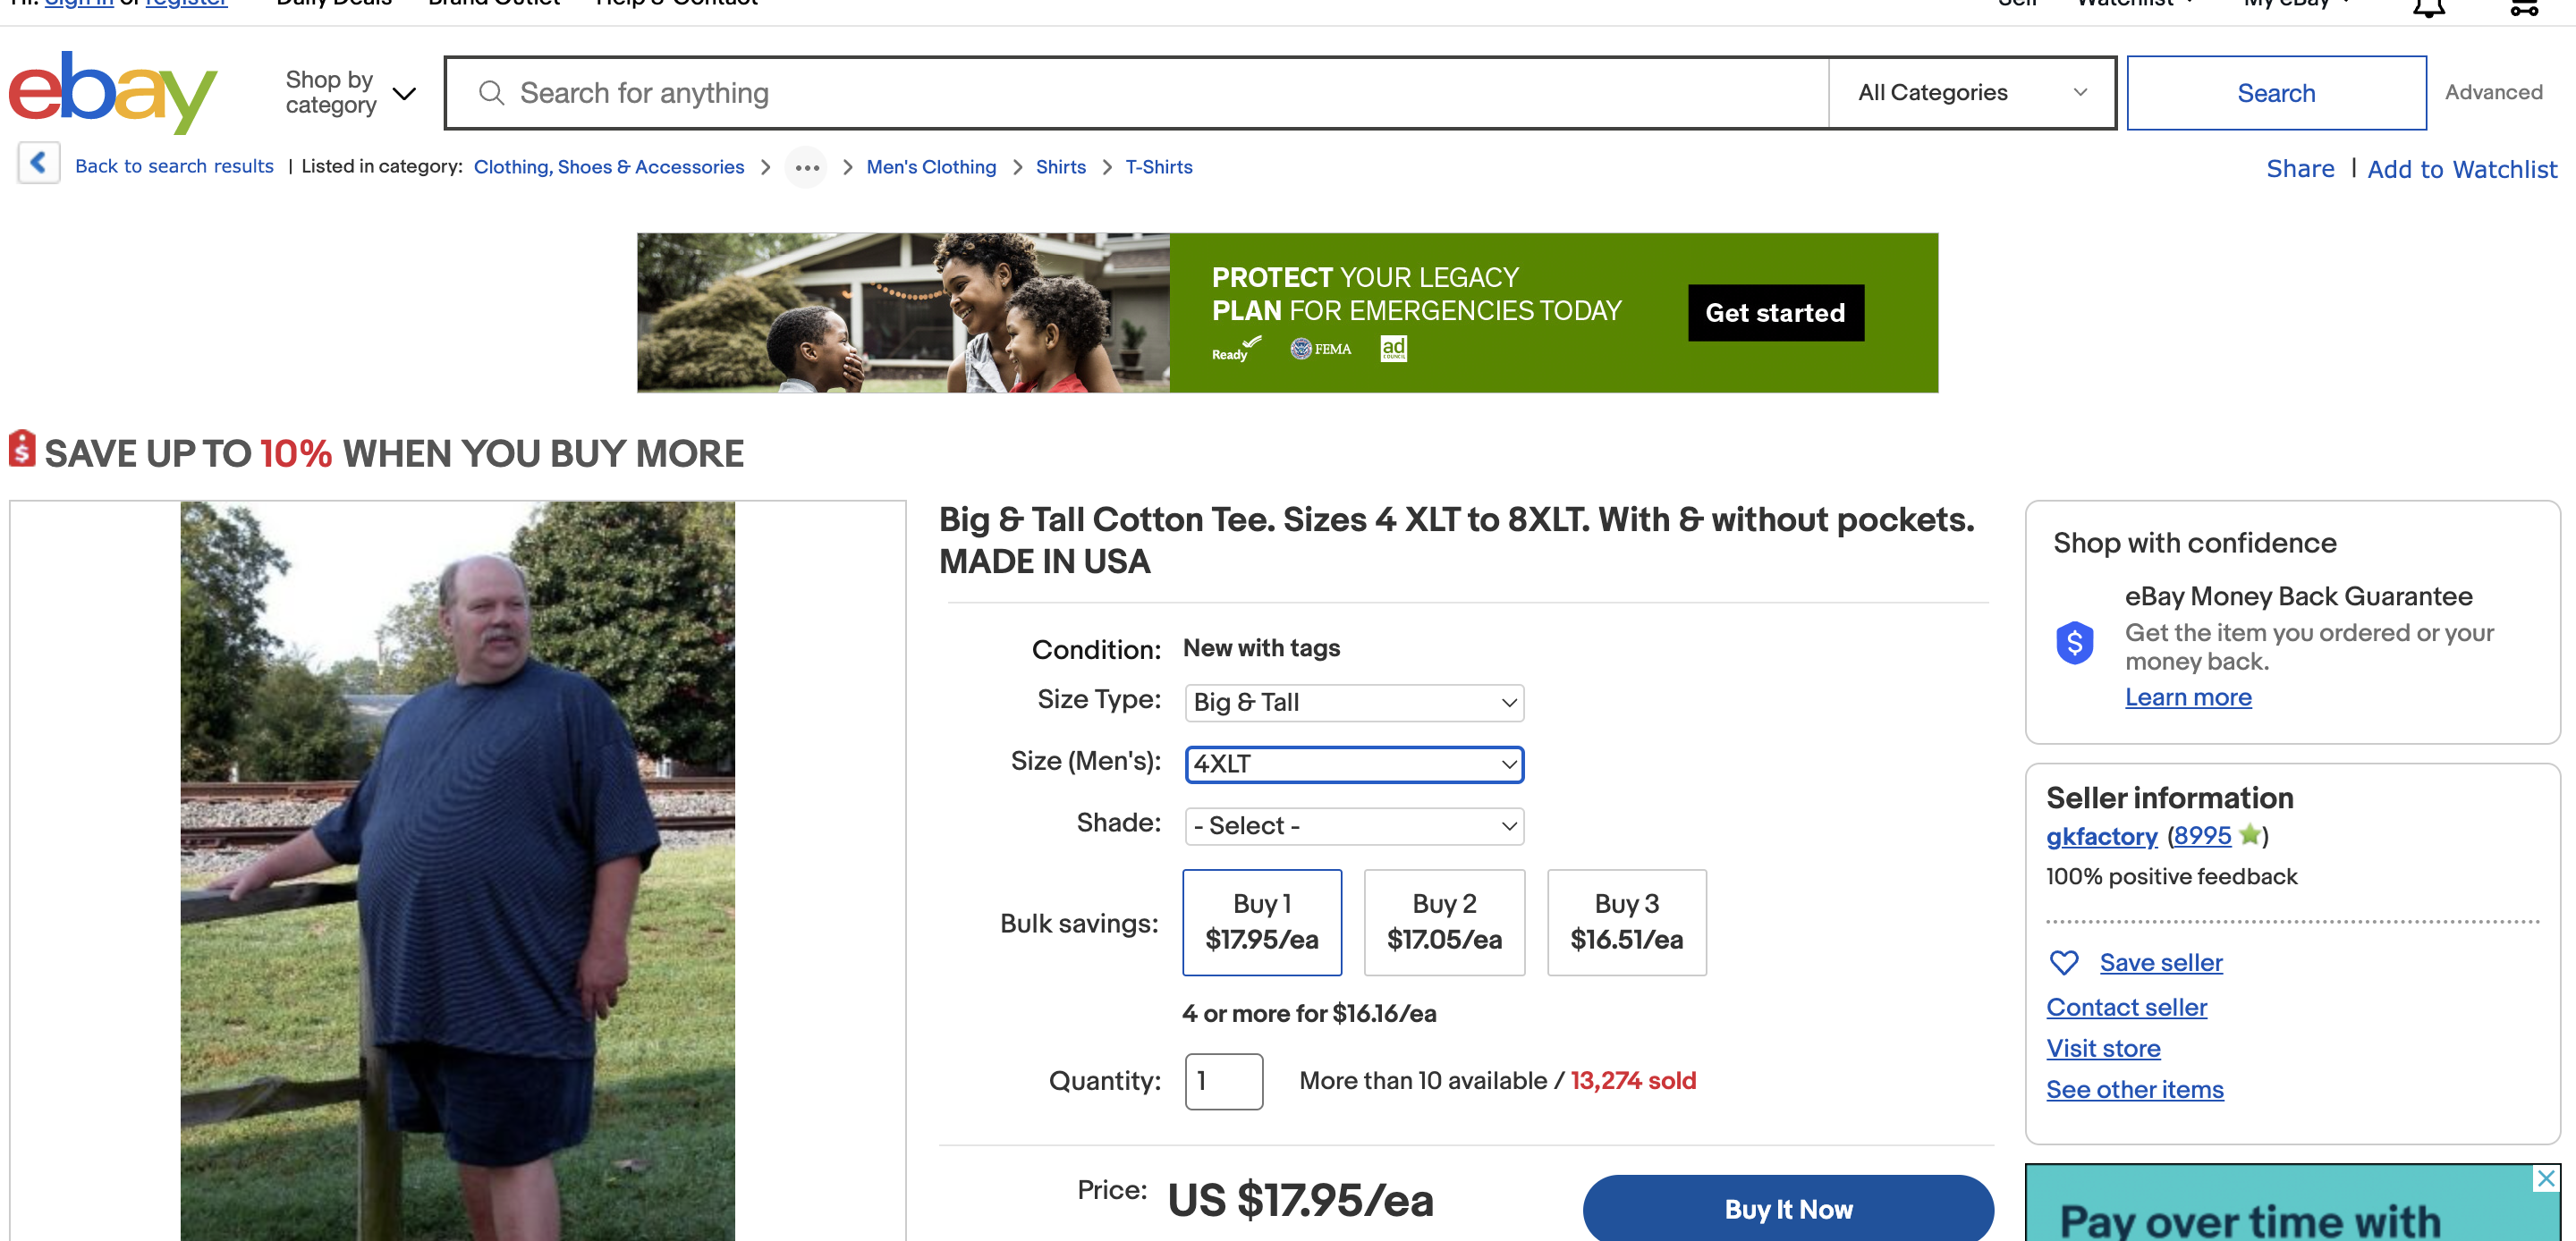 Sign in or register Daily Deals Brand Outlet Help & Contact Sell Watchlist My eBay
ebay
Shop by category
Search for anything
All Categories
Search
Advanced
Back to search results | Listed in category: Clothing, Shoes & Accessories > ... > Men's Clothing > Shirts > T-Shirts
Share | Add to Watchlist
PROTECT YOUR LEGACY
PLAN FOR EMERGENCIES TODAY
Get started
Ready FEMA ad COUNCIL
SAVE UP TO 10% WHEN YOU BUY MORE
Big & Tall Cotton Tee. Sizes 4 XLT to 8XLT. With & without pockets.
MADE IN USA
Condition: New with tags
Size Type: Big & Tall
Size (Men's): 4XLT
Shade: - Select -
Bulk savings:
Buy 1
$17.95/ea
Buy 2
$17.05/ea
Buy 3
$16.51/ea
4 or more for $16.16/ea
Quantity: 1 More than 10 available / 13,274 sold
Price: US $17.95/ea
Buy It Now
Shop with confidence
eBay Money Back Guarantee
Get the item you ordered or your
money back.
Learn more
Seller information
gkfactory (8995)
100% positive feedback
Save seller
Contact seller
Visit store
See other items
Pay over time with